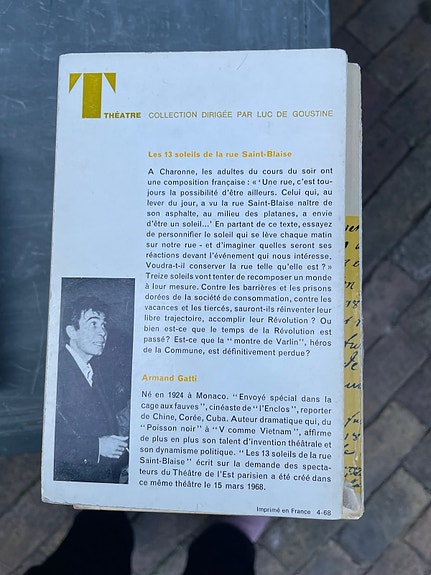 THÉATRE COLLECTION DIRIGÉE PAR LUC DE GOUSTINE
Les 13 soleils de la rue Saint-Blaise
A Charonne, les adultes du cours du soir ont
une composition française : « 'Une rue, c'est tou-
jours la possibilité d'être ailleurs. Celui qui, au
lever du jour, a vu la rue Saint-Blaise naître de
son asphalte, au milieu des platanes, a envie
d'être un soleil...' En partant de ce texte, essayez
de personnifier le soleil qui se lève chaque matin
sur notre rue - et d'imaginer quelles seront ses
réactions devant l'événement qui nous intéresse.
Voudra-t-il conserver la rue telle qu'elle est ? »
Treize soleils vont tenter de recomposer un monde
à leur mesure. Contre les barrières et les prisons
dorées de la société de consommation, contre les
vacances et les tiercés, sauront-ils réinventer leur
libre trajectoire, accomplir leur Révolution ? Ou
bien est-ce que le temps de la Révolution est
passé? Est-ce que la "montre de Varlin", héros
de la Commune, est définitivement perdue?
Armand Gatti
Né en 1924 à Monaco. "Envoyé spécial dans la
cage aux fauves", cinéaste de "l'Enclos", reporter
de Chine, Corée, Cuba. Auteur dramatique qui, du
"Poisson noir" à "V comme Vietnam", affirme
de plus en plus son talent d'invention théâtrale et
son dynamisme politique. "Les 13 soleils de la rue
Saint-Blaise" écrit sur la demande des specta-
teurs du Théâtre de l'Est parisien a été créé dans
ce même théâtre le 15 mars 1968.
Imprimé en France 4-68